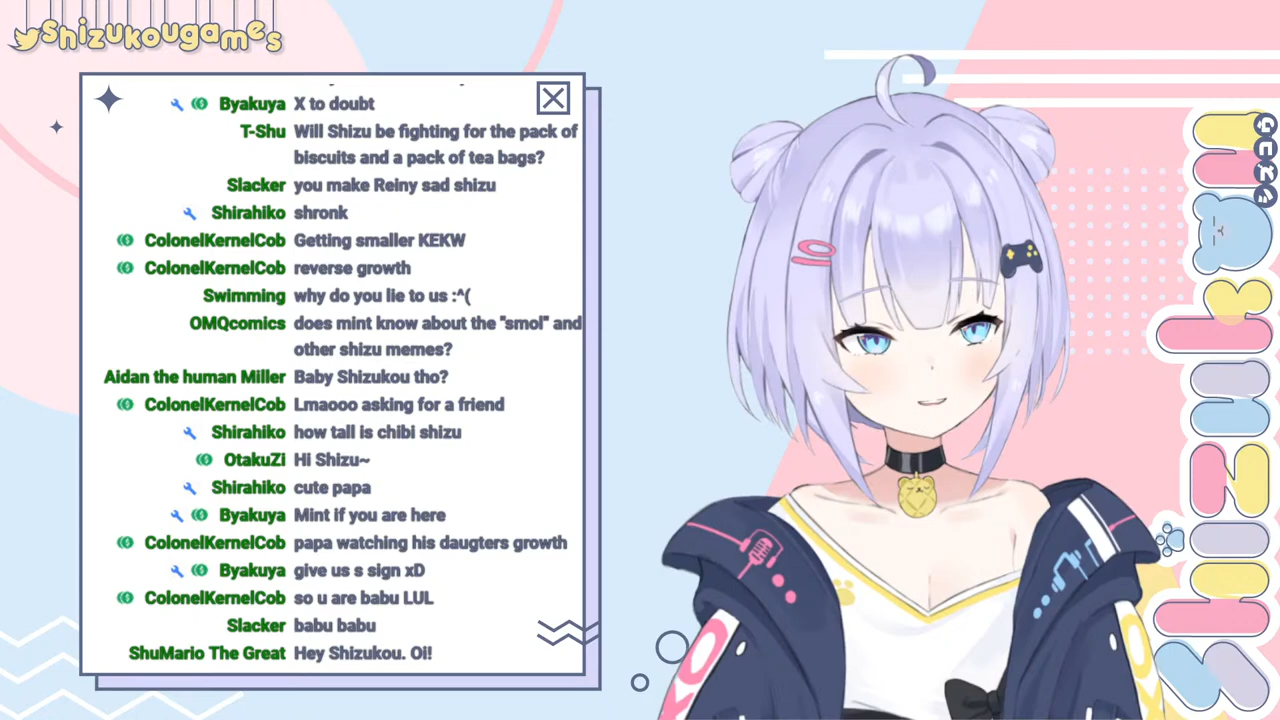 shizukougames
Byakuya X to doubt
T-Shu Will Shizu be fighting for the pack of
biscuits and a pack of tea bags?
Slacker you make Reiny sad shizu
Shirahiko shronk
ColonelKernelCob Getting smaller KEKW
ColonelKernelCob reverse growth
Swimming why do you lie to us :^(
OMQcomics does mint know about the "smol" and
other shizu memes?
Aidan the human Miller Baby Shizukou tho?
ColonelKernelCob Lmaooo asking for a friend
Shirahiko how tall is chibi shizu
OtakuZi Hi Shizu~
Shirahiko cute papa
Byakuya Mint if you are here
ColonelKernelCob papa watching his daugters growth
Byakuya give us s sign xD
ColonelKernelCob so u are babu LUL
Slacker babu babu
ShuMario The Great Hey Shizukou. Oi!